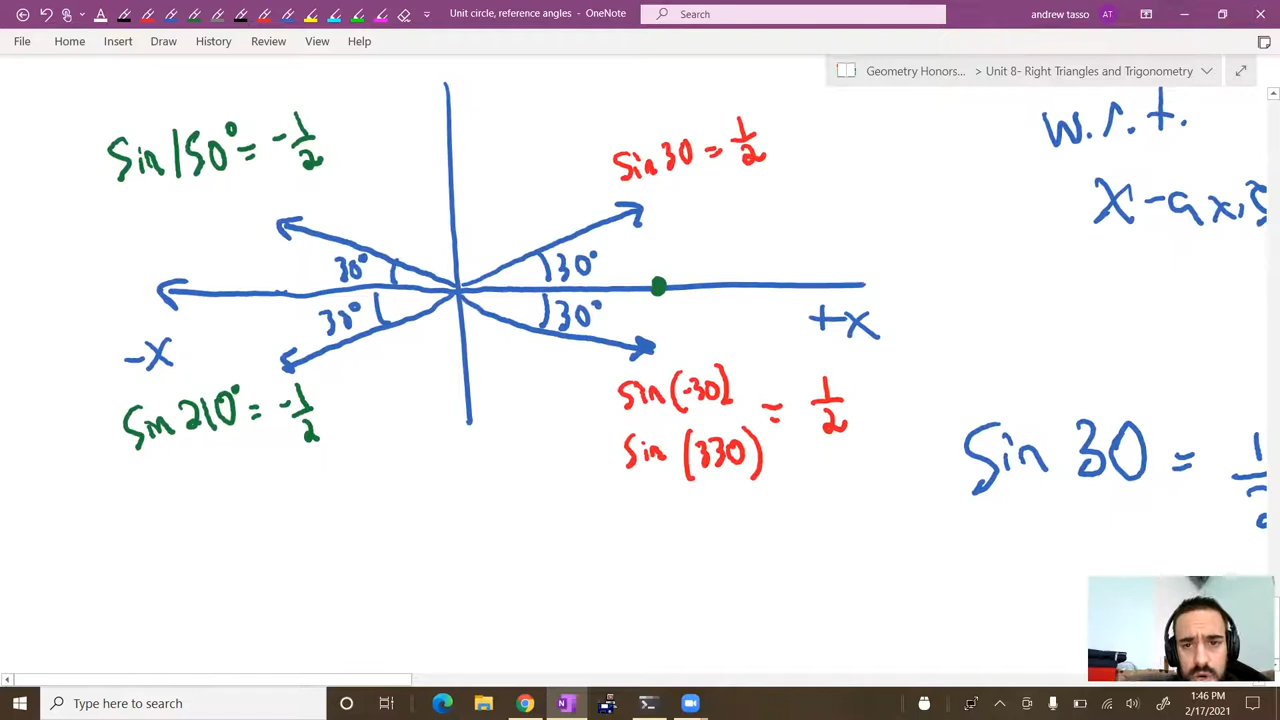 Unit circle, reference angles - OneNote
Search
andrew tasso
AT
File Home Insert Draw History Review View Help
Geometry Honors... > Unit 8- Right Triangles and Trigonometry
w.r.t.
x-axis
sin 150° = -1/2
sin 30 = 1/2
30°
30°
30°
30°
-x
+x
sin 210° = -1/2
sin(-30)
sin(330)
= 1/2
sin 30 = 1/2
Type here to search
1:46 PM
2/17/2021